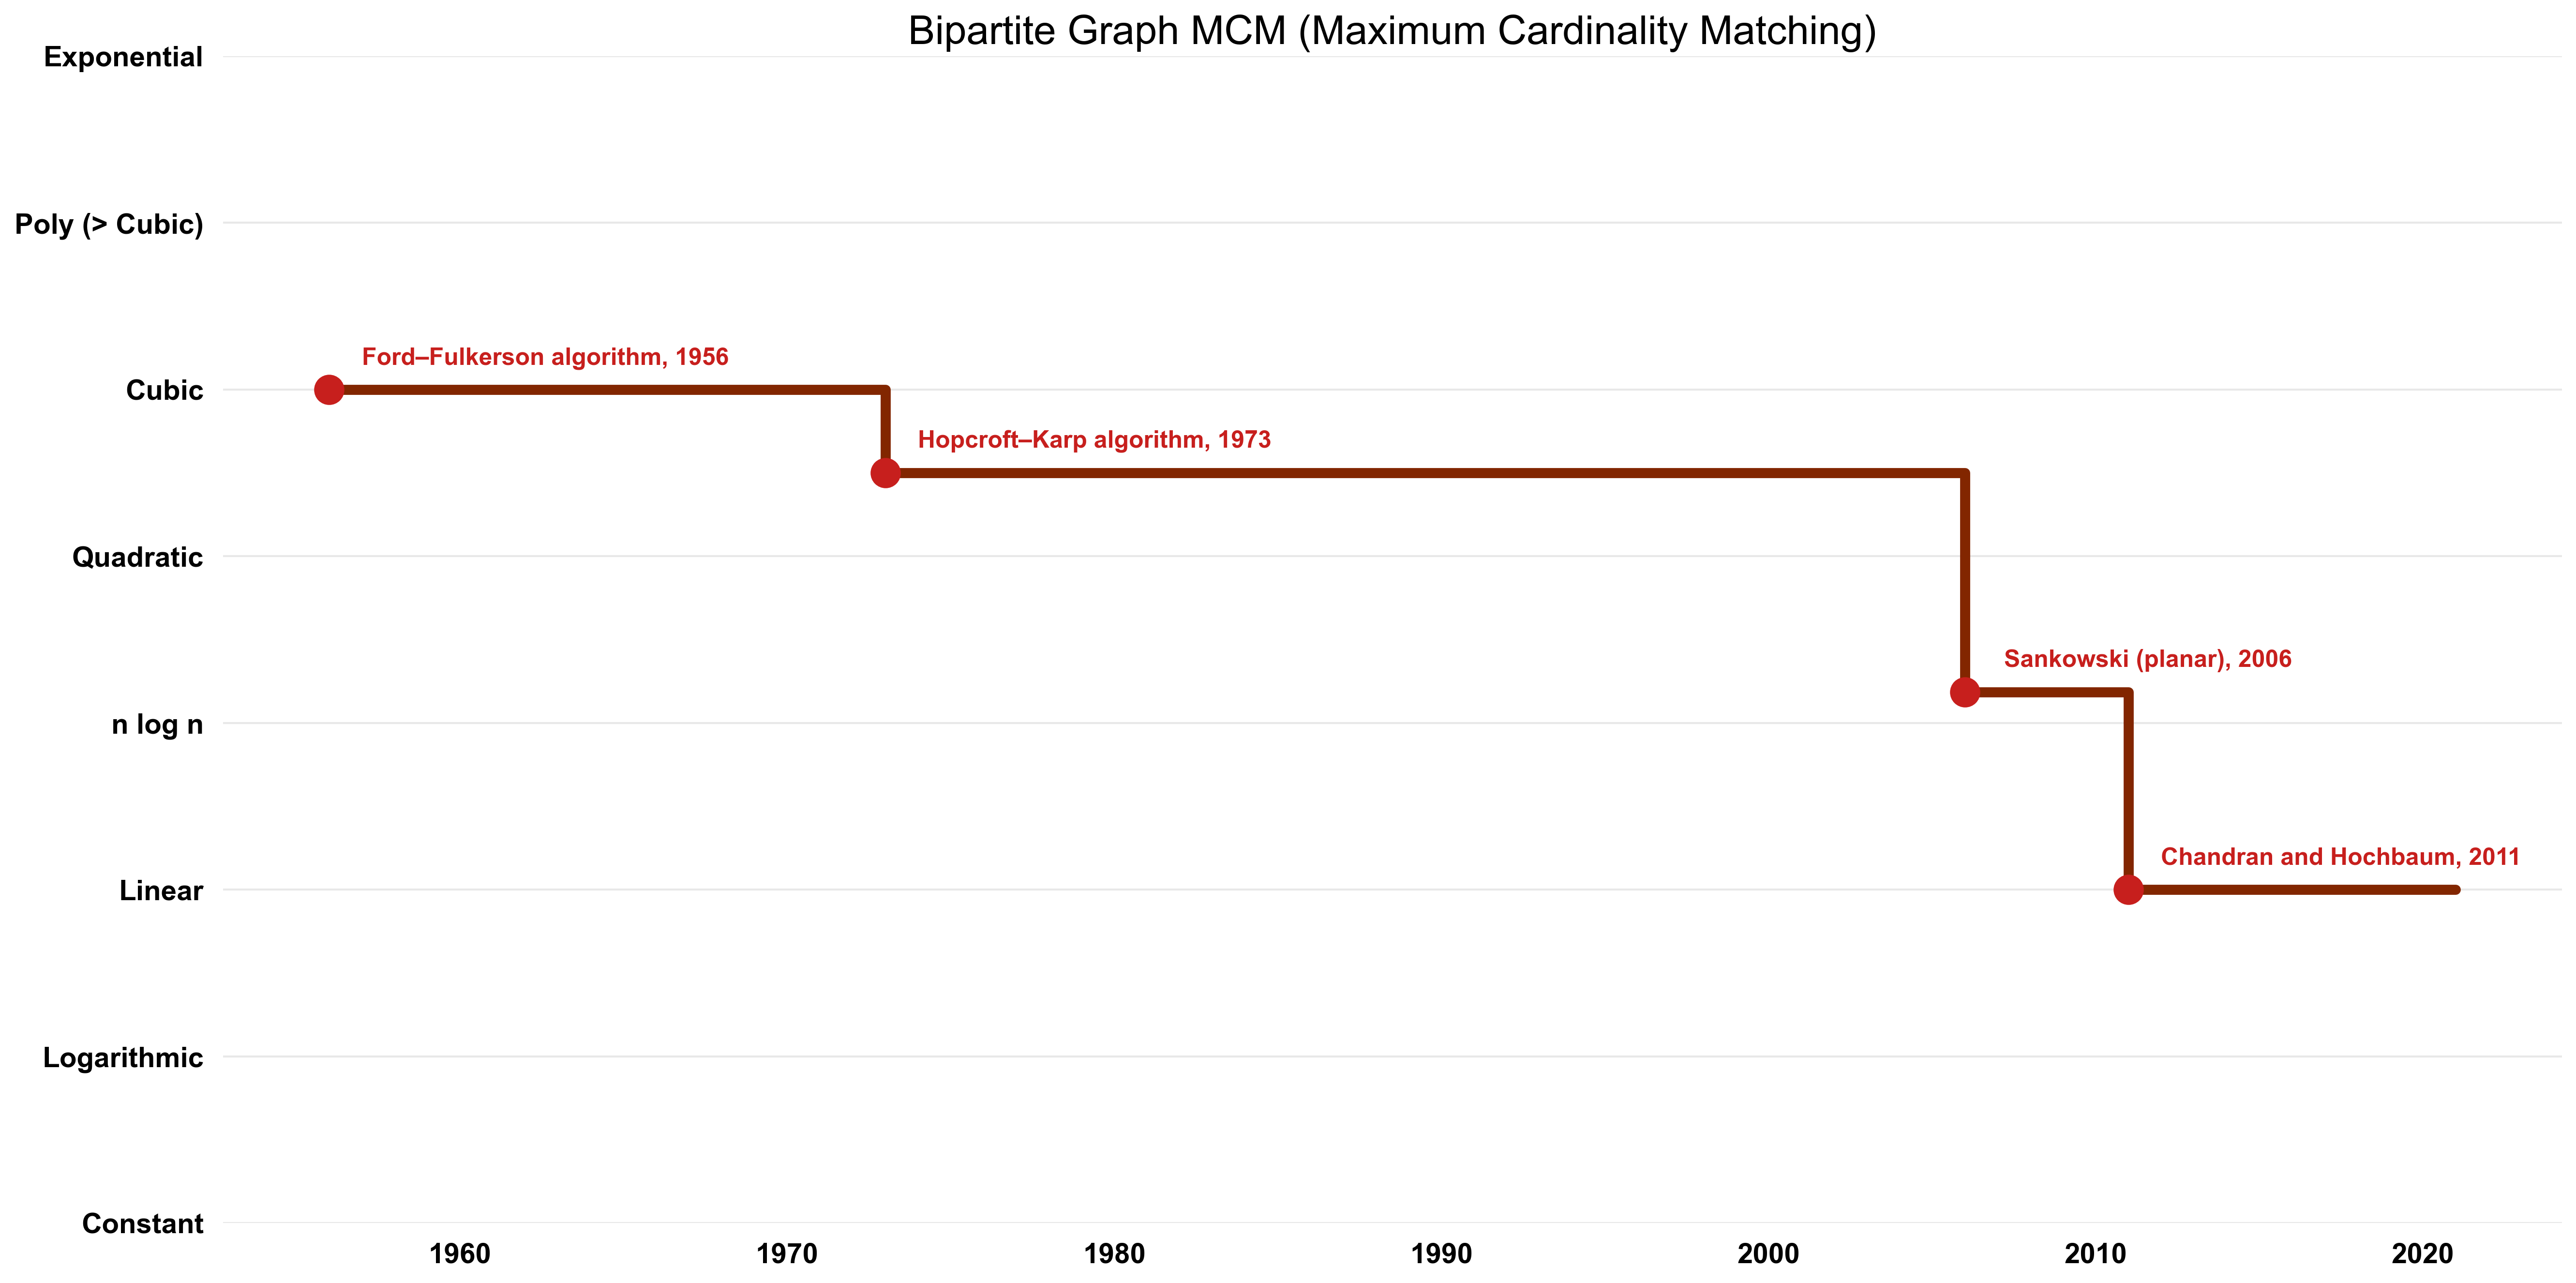 Bipartite Graph MCM (Maximum Cardinality Matching)
Exponential
Poly (> Cubic)
Ford–Fulkerson algorithm, 1956
Cubic
Hopcroft–Karp algorithm, 1973
Quadratic
Sankowski (planar), 2006
n log n
Chandran and Hochbaum, 2011
Linear
Logarithmic
Constant
1960 1970 1980 1990 2000 2010 2020